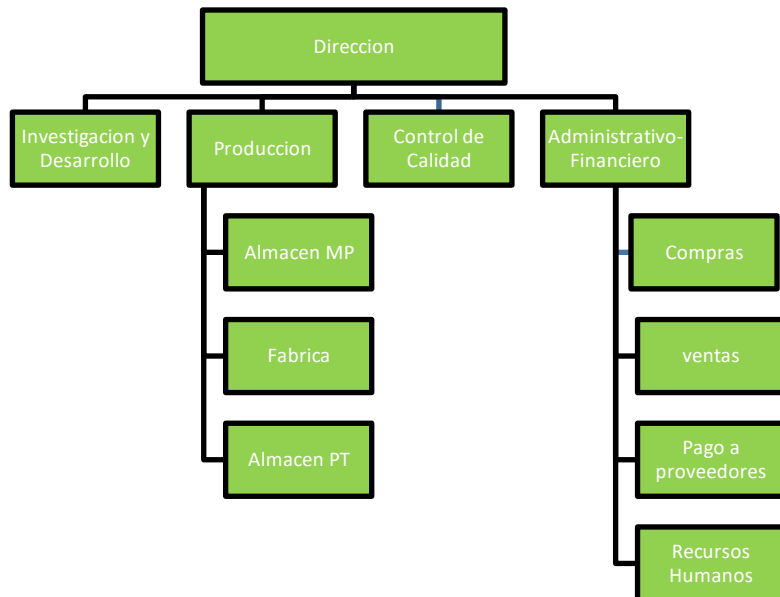 Direccion
Investigacion y
Desarrollo
Produccion
Control de
Calidad
Administrativo-
Financiero
Almacen MP
Fabrica
Almacen PT
Compras
ventas
Pago a
proveedores
Recursos
Humanos